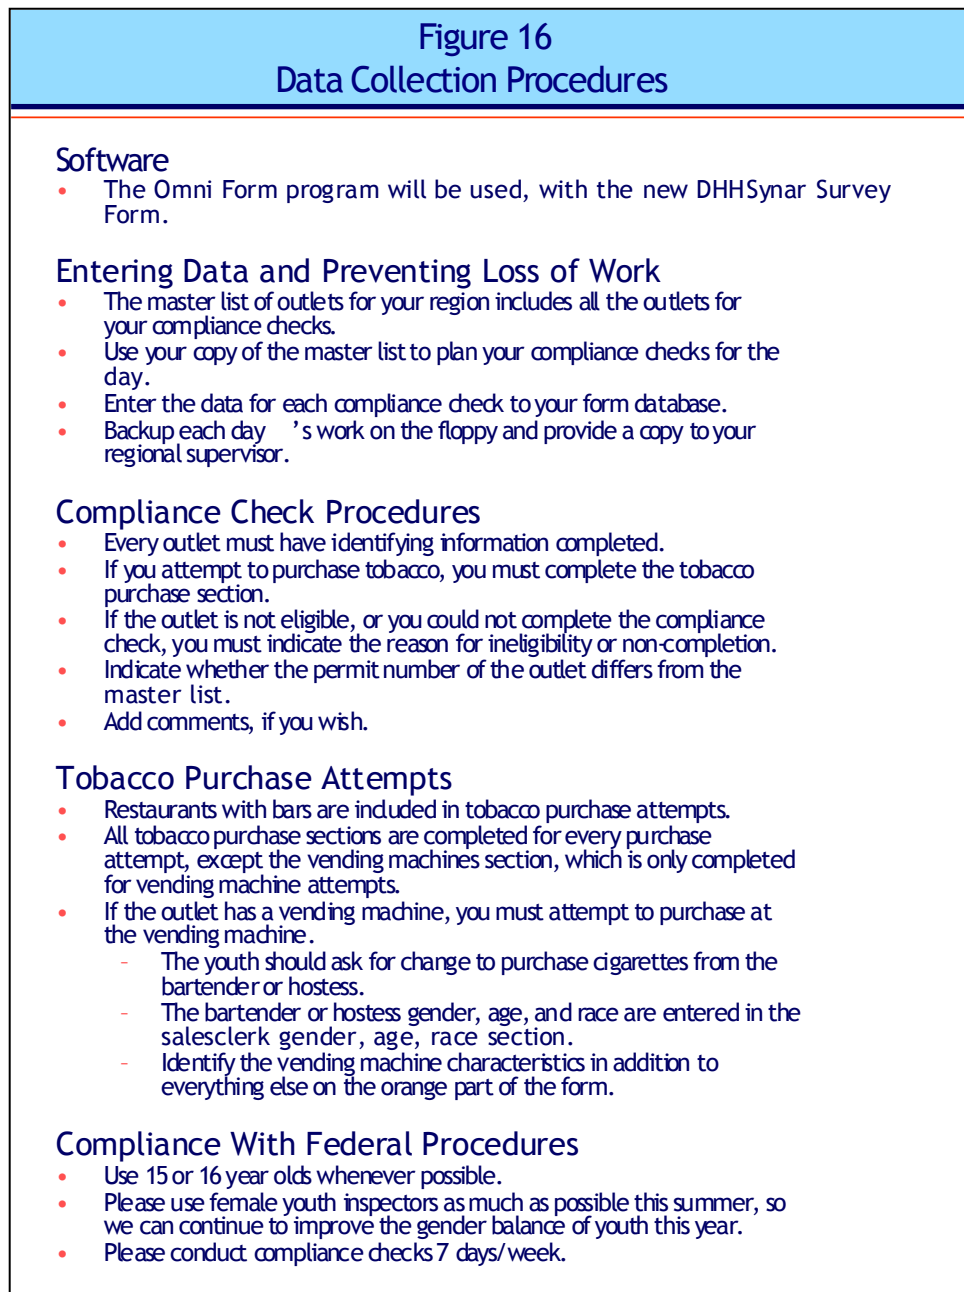 Figure 16
Data Collection Procedures
Software
• The Omni Form program will be used, with the new DHHSynar Survey
Form.
Entering Data and Preventing Loss of Work
• The master list of outlets for your region includes all the outlets for
your compliance checks.
• Use your copy of the master list to plan your compliance checks for the
day.
• Enter the data for each compliance check to your form database.
• Backup each day 's work on the floppy and provide a copy to your
regional supervisor.
Compliance Check Procedures
• Every outlet must have identifying information completed.
• If you attempt to purchase tobacco, you must complete the tobacco
purchase section.
• If the outlet is not eligible, or you could not complete the compliance
check, you must indicate the reason for ineligibility or non-completion.
• Indicate whether the permit number of the outlet differs from the
master list.
• Add comments, if you wish.
Tobacco Purchase Attempts
• Restaurants with bars are included in tobacco purchase attempts.
• All tobacco purchase sections are completed for every purchase
attempt, except the vending machines section, which is only completed
for vending machine attempts.
• If the outlet has a vending machine, you must attempt to purchase at
the vending machine.
– The youth should ask for change to purchase cigarettes from the
bartender or hostess.
– The bartender or hostess gender, age, and race are entered in the
salesclerk gender, age, race section.
– Identify the vending machine characteristics in addition to
everything else on the orange part of the form.
Compliance With Federal Procedures
• Use 15 or 16 year olds whenever possible.
• Please use female youth inspectors as much as possible this summer, so
we can continue to improve the gender balance of youth this year.
• Please conduct compliance checks 7 days/week.